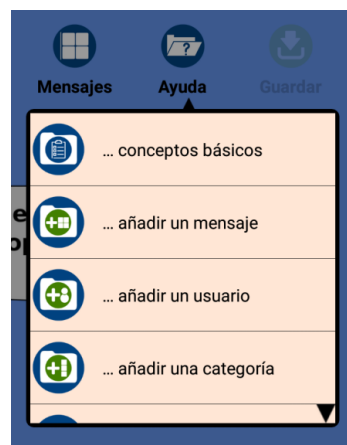 Mensajes Ayuda Guardar
... conceptos básicos
... añadir un mensaje
... añadir un usuario
... añadir una categoría